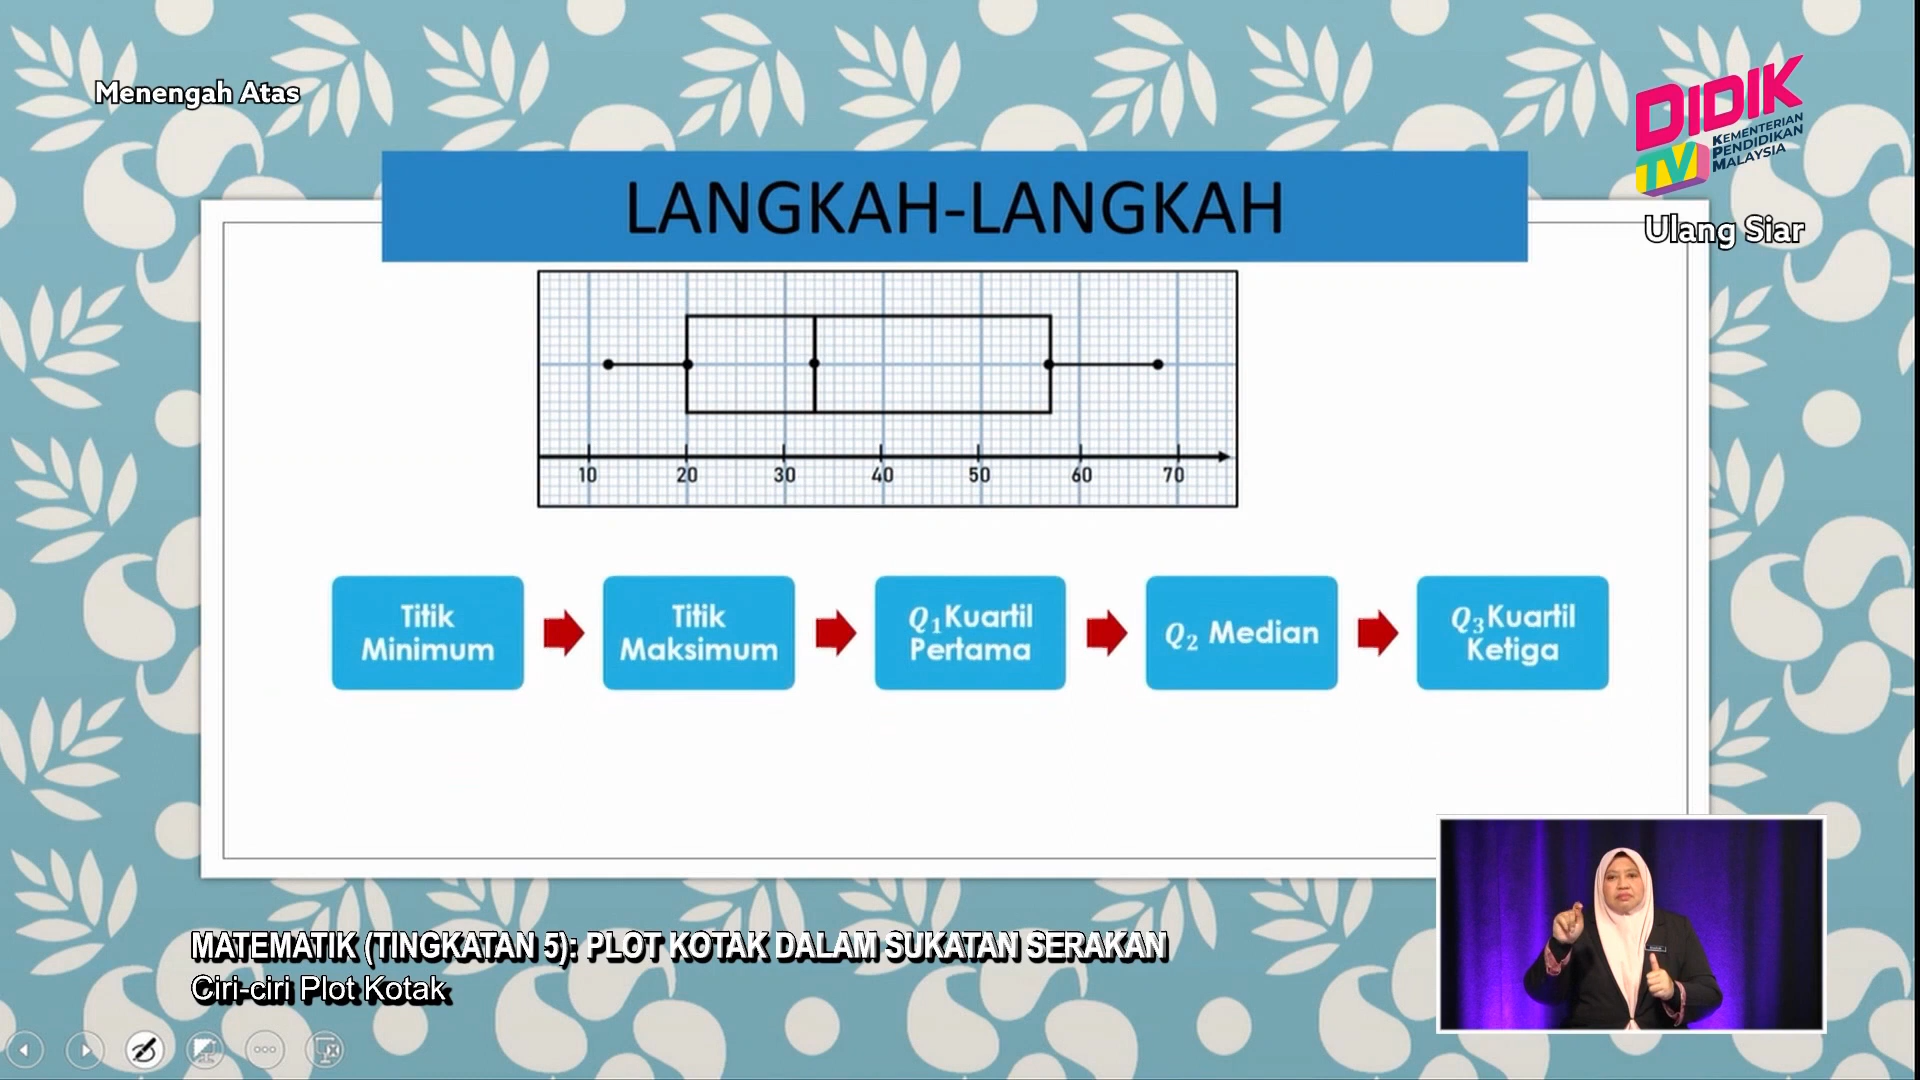 Menengah Atas
DIDIK
TV
KEMENTERIAN
PENDIDIKAN
MALAYSIA
Ulang Siar
LANGKAH-LANGKAH
10 20 30 40 50 60 70
Titik
Minimum
Titik
Maksimum
Q₁Kuartil
Pertama
Q₂ Median
Q₃Kuartil
Ketiga
MATEMATIK (TINGKATAN 5): PLOT KOTAK DALAM SUKATAN SERAKAN
Ciri-ciri Plot Kotak